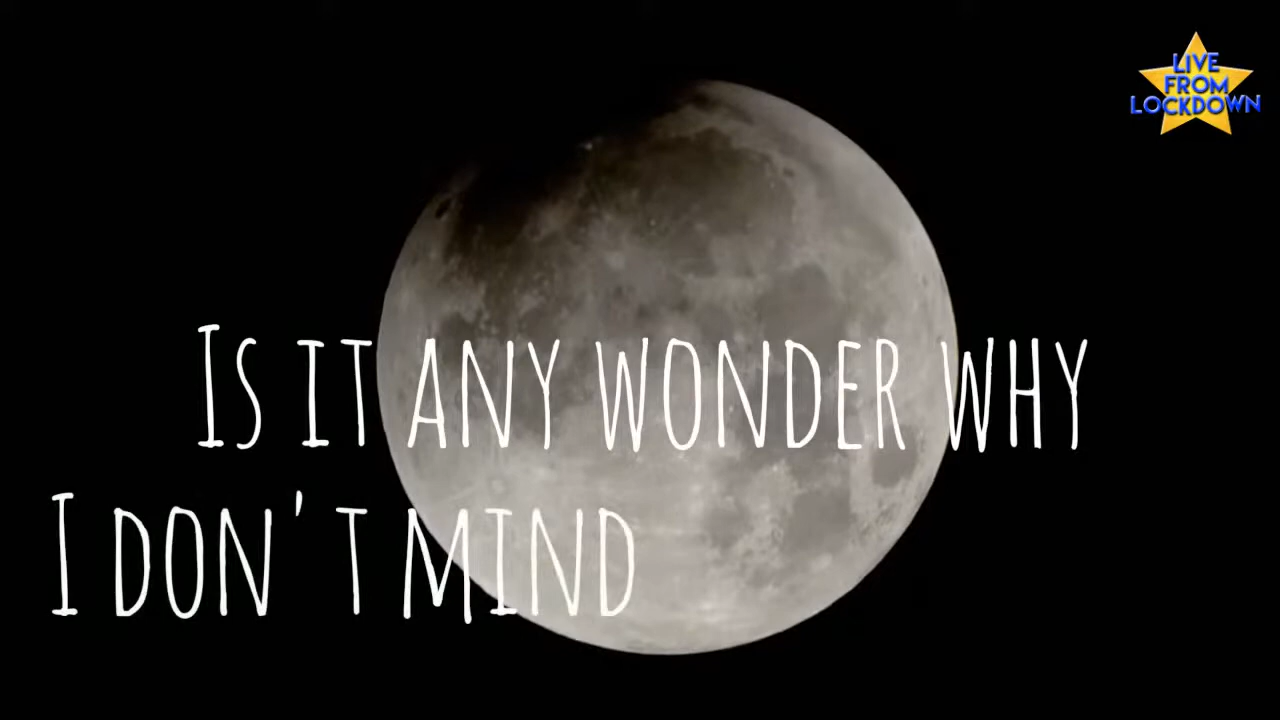 LIVE
FROM
LOCKDOWN
IS IT ANY WONDER WHY
I DON'T MIND